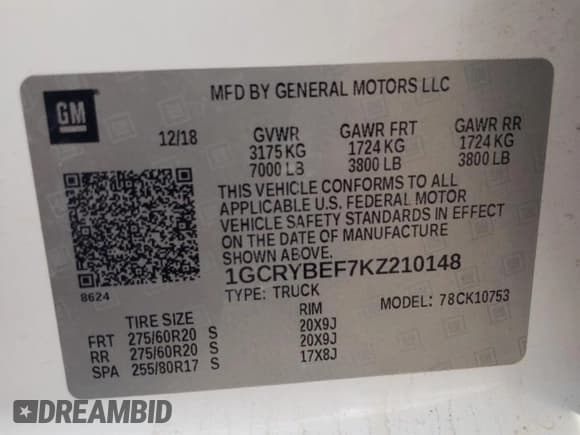 MFD BY GENERAL MOTORS LLC
GM
12/18 GVWR GAWR FRT GAWR RR
3175 KG 1724 KG 1724 KG
7000 LB 3800 LB 3800 LB
THIS VEHICLE CONFORMS TO ALL
APPLICABLE U.S. FEDERAL MOTOR
VEHICLE SAFETY STANDARDS IN EFFECT
ON THE DATE OF MANUFACTURE
SHOWN ABOVE.
1GCRYBEF7KZ210148
8624
TYPE: TRUCK MODEL: 78CK10753
TIRE SIZE RIM
FRT 275/60R20 S 20X9J
RR 275/60R20 S 20X9J
SPA 255/80R17 S 17X8J
DREAMBID